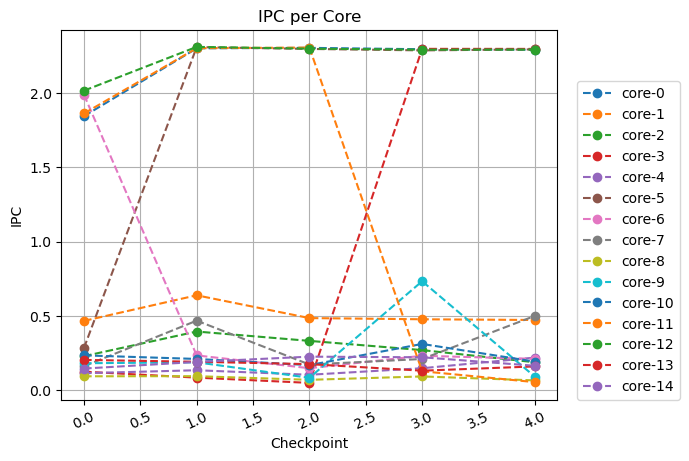 IPC per Core
IPC
2.0
1.5
1.0
0.5
0.0
0.0
0.5
1.0
1.5
2.0
2.5
3.0
3.5
4.0
Checkpoint
core-0
core-1
core-2
core-3
core-4
core-5
core-6
core-7
core-8
core-9
core-10
core-11
core-12
core-13
core-14